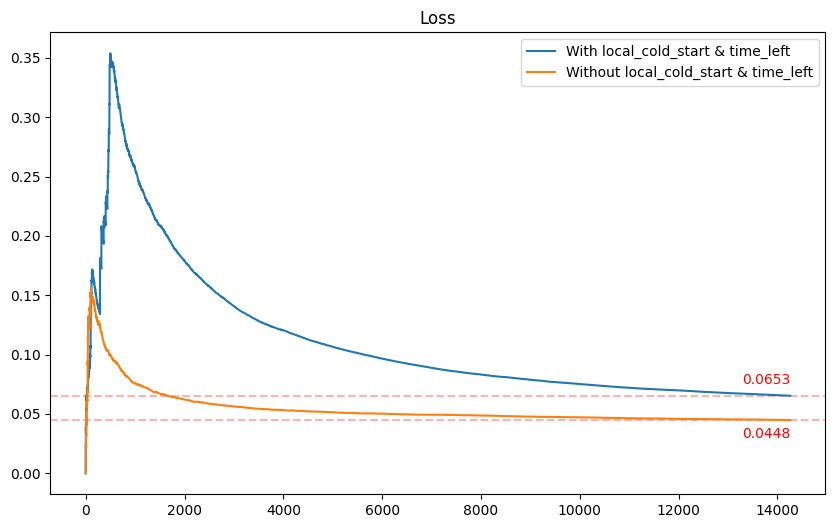 Loss
With local_cold_start & time_left
Without local_cold_start & time_left
0.35
0.30
0.25
0.20
0.15
0.10
0.05
0.00
0.0653
0.0448
0 2000 4000 6000 8000 10000 12000 14000